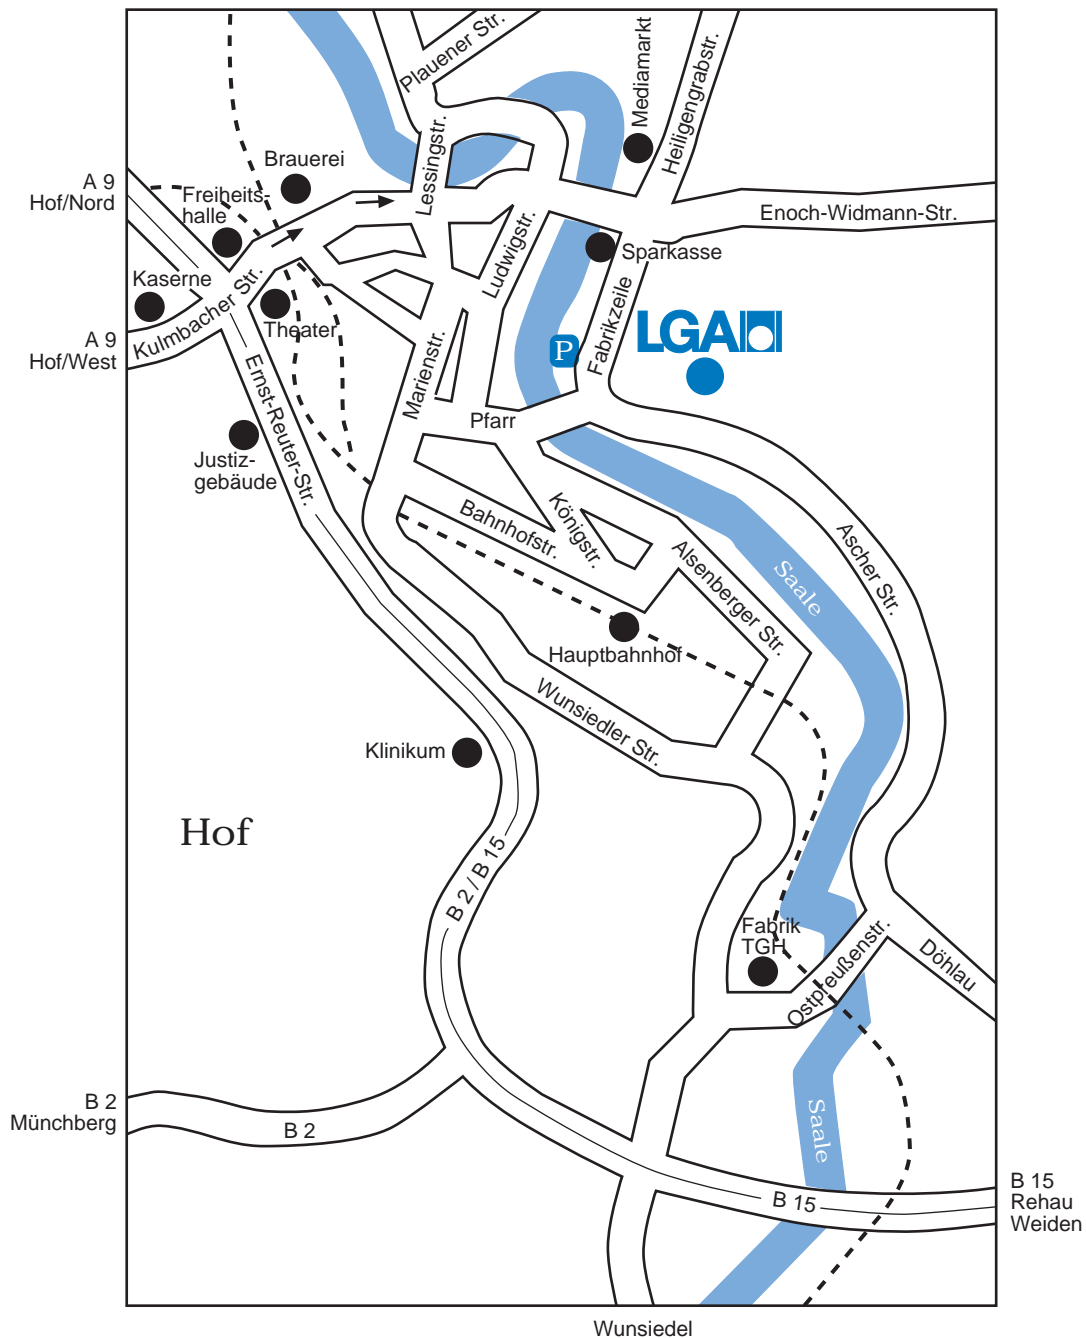 Plauener Str.
Mediamarkt
Heiligengrabstr.
Lessingstr.
Brauerei
A 9
Hof/Nord
Freiheits-
halle
Enoch-Widmann-Str.
Ludwigstr.
Sparkasse
Kaserne
Kulmbacher Str.
Theater
A 9
Hof/West
Fabrikzeile
LGA
P
Marienstr.
Ernst-Reuter-Str.
Pfarr
Justiz-
gebäude
Bahnhofstr.
Königstr.
Alsenberger Str.
Saale
Ascher Str.
Hauptbahnhof
Wunsiedler Str.
Klinikum
Hof
B 2 / B 15
Fabrik
TGH
Ostpreußenstr.
Döhlau
B 2
Münchberg
B 2
Saale
B 15
B 15
Rehau
Weiden
Wunsiedel